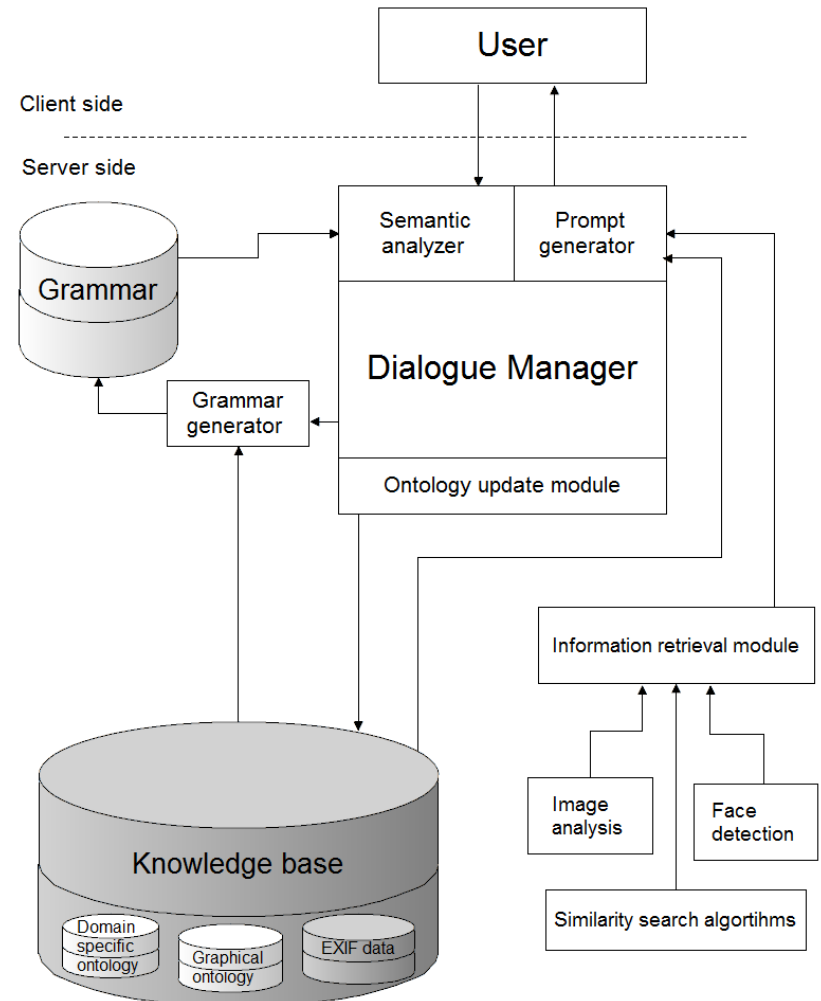 User
Client side
Server side
Semantic
analyzer
Prompt
generator
Grammar
Dialogue Manager
Grammar
generator
Ontology update module
Information retrieval module
Image
analysis
Face
detection
Knowledge base
Similarity search algortihms
Domain
specific
ontology
Graphical
ontology
EXIF data